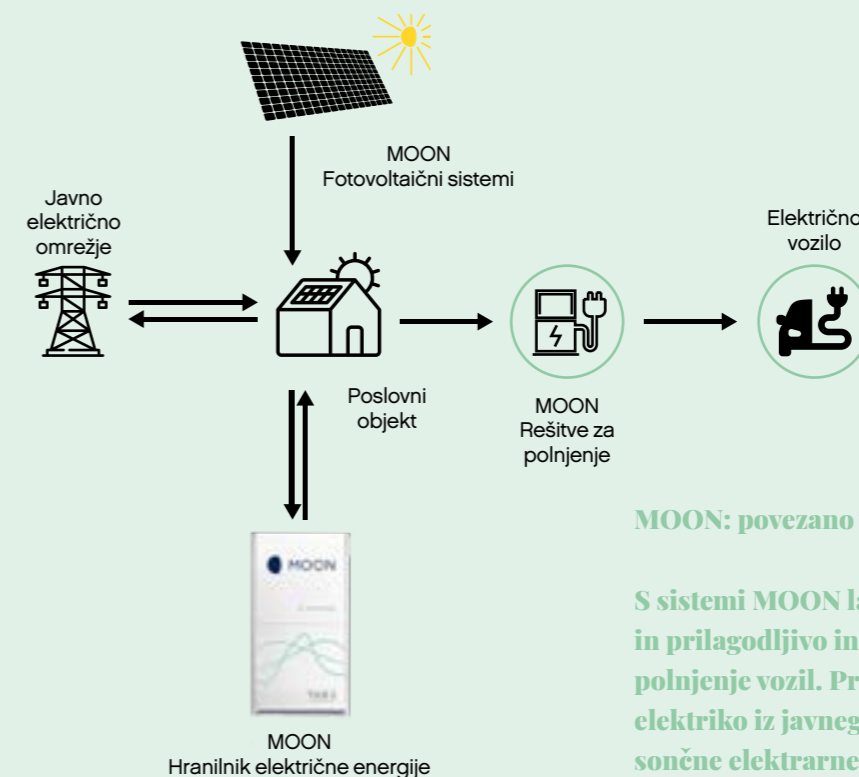 MOON
Fotovoltaični sistemi
Javno
električno
omrežje
Električno
vozilo
Poslovni
objekt
MOON
Rešitve za
polnjenje
MOON
MOON
Hranilnik električne energije
MOON: povezano
S sistemi MOON
in prilagodljivo in
polnjenje vozil.
elektriko iz
sončne elektrarne